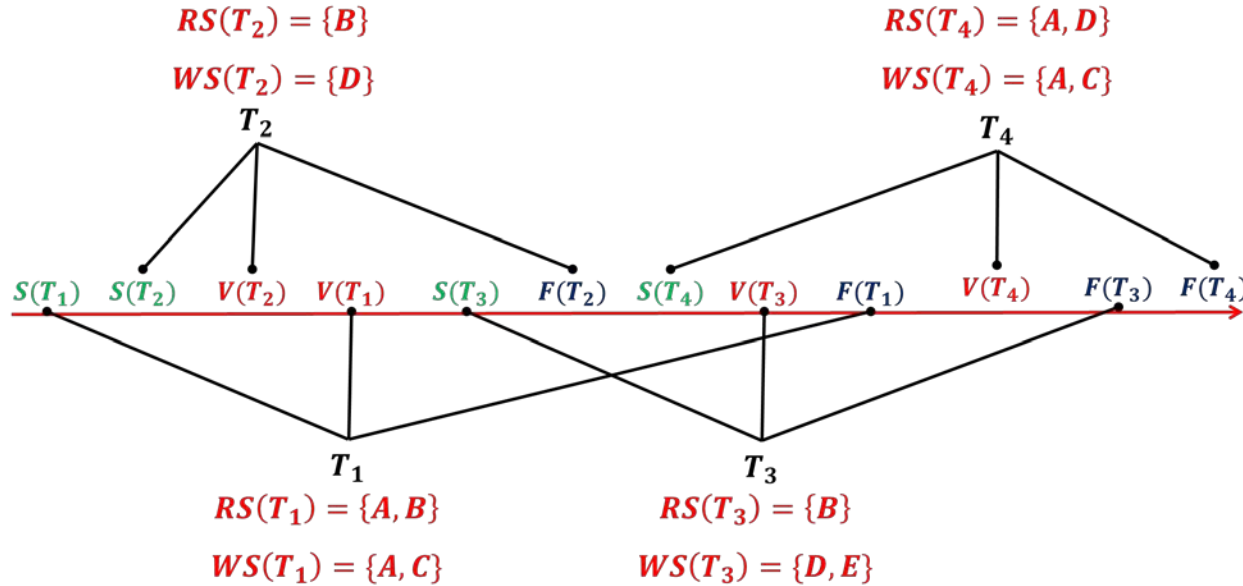 RS(T₂) = {B}
WS(T₂) = {D}
T₂
RS(T₄) = {A, D}
WS(T₄) = {A, C}
T₄
S(T₁) S(T₂) V(T₂) V(T₁) S(T₃) F(T₂) S(T₄) V(T₃) F(T₁) V(T₄) F(T₃) F(T₄)
T₁
RS(T₁) = {A, B}
WS(T₁) = {A, C}
T₃
RS(T₃) = {B}
WS(T₃) = {D, E}